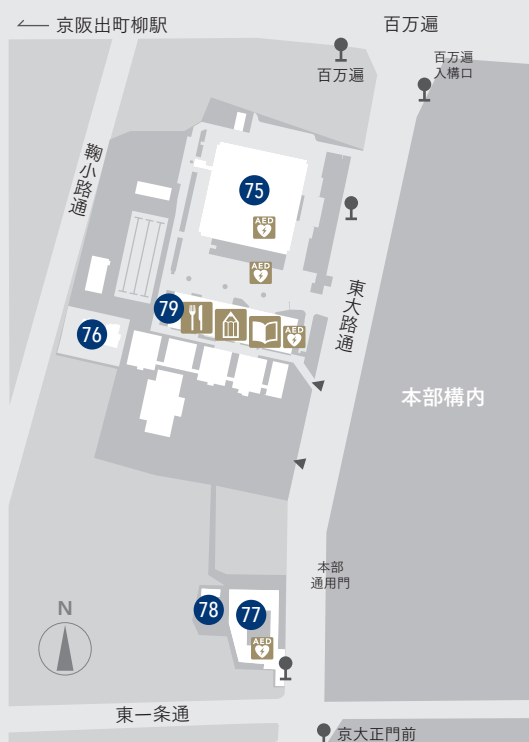 京阪出町柳駅
百万遍
百万遍
百万遍
入構口
鞠小路通
75
AED
AED
東大路通
79
AED
76
本部構内
本部
通用門
78
77
AED
N
東一条通
京大正門前